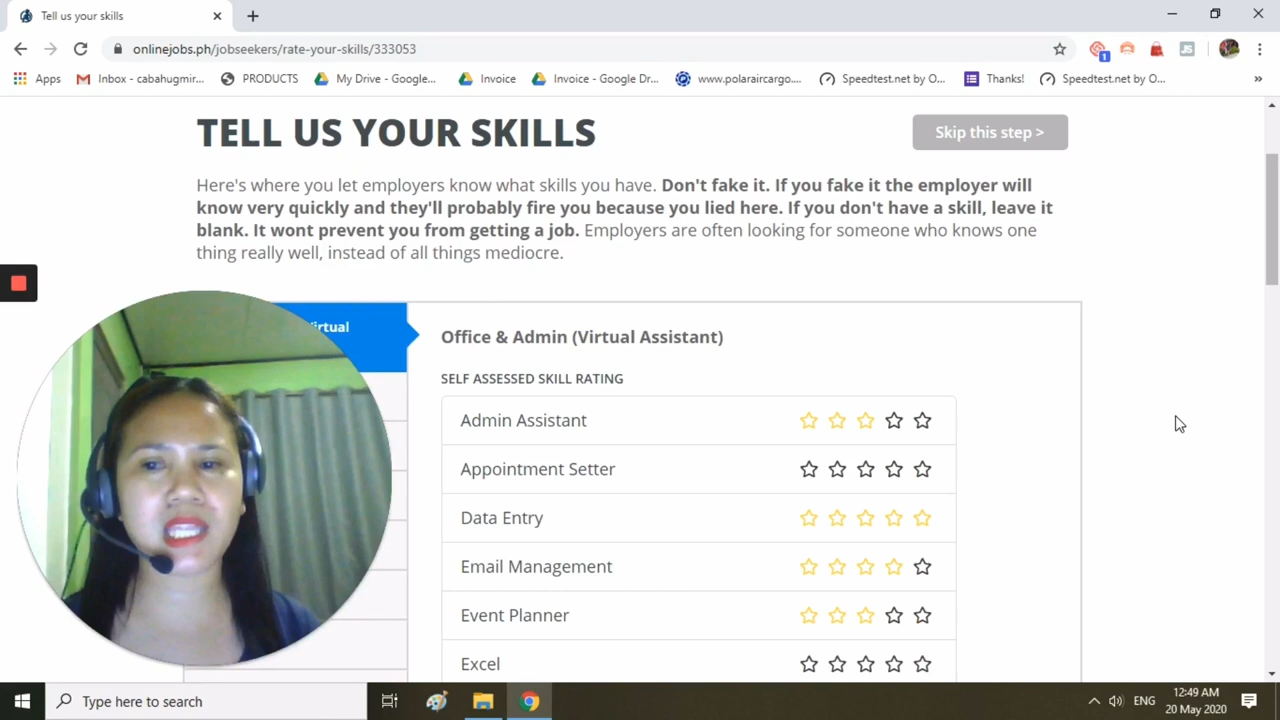 Tell us your skills
onlinejobs.ph/jobseekers/rate-your-skills/333053
1
JS
Apps
Inbox - cabahugmir...
PRODUCTS
My Drive - Google...
Invoice
Invoice - Google Dr...
www.polaraircargo....
Speedtest.net by O...
Thanks!
Speedtest.net by O...
TELL US YOUR SKILLS
Skip this step >
Here's where you let employers know what skills you have. Don't fake it. If you fake it the employer will
know very quickly and they'll probably fire you because you lied here. If you don't have a skill, leave it
blank. It wont prevent you from getting a job. Employers are often looking for someone who knows one
thing really well, instead of all things mediocre.
Office & Admin (Virtual Assistant)
SELF ASSESSED SKILL RATING
Admin Assistant
Appointment Setter
Data Entry
Email Management
Event Planner
Excel
Type here to search
ENG
12:49 AM
20 May 2020